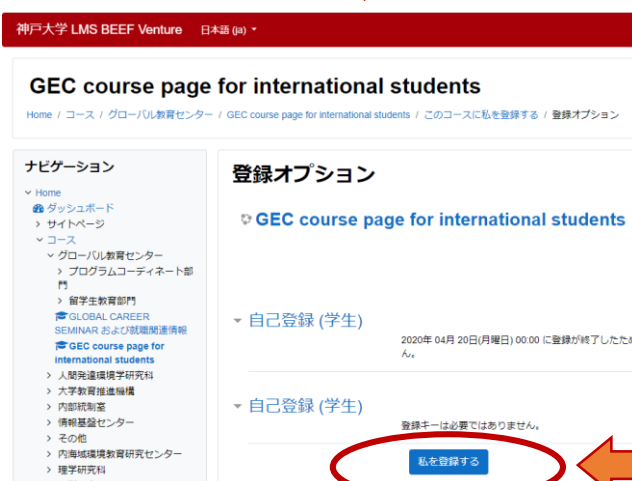 神戸大学 LMS BEEF Venture 日本語 (ja)
GEC course page for international students
Home / コース / グローバル教育センター / GEC course page for international students / このコースに私を登録する / 登録オプション
ナビゲーション
Home
ダッシュボード
サイトページ
コース
グローバル教育センター
プログラムコーディネート部
門
留学生教育部門
GLOBAL CAREER
SEMINAR および就職関連情報
GEC course page for
international students
人間発達環境学研究科
大学教育推進機構
内部統制室
情報基盤センター
その他
内海域環境教育研究センター
理学研究科
登録オプション
GEC course page for international students
自己登録 (学生)
2020年 04月 20日(月曜日) 00:00 に登録が終了したため
ん。
自己登録 (学生)
登録キーは必要ではありません。
私を登録する